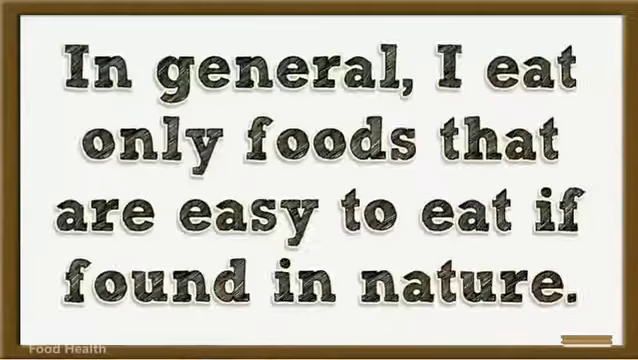 In general, I eat
only foods that
are easy to eat if
found in nature.
Food Health